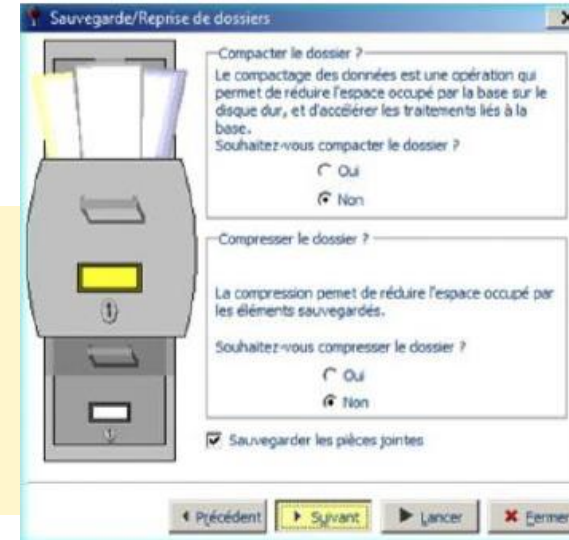 Sauvegarde/Reprise de dossiers
Compacter le dossier ?
Le compactage des données est une opération qui
permet de réduire l'espace occupé par la base sur le
disque dur, et d'accélérer les traitements liés à la
base.
Souhaitez-vous compacter le dossier ?
Oui
Non
Compresser le dossier ?
La compression pemet de réduire l'espace occupé par
les éléments sauvegardés.
Souhaitez-vous compresser le dossier ?
Oui
Non
Sauvegarder les pièces jointes
Précédent
Suivant
Lancer
Fermer
1
1